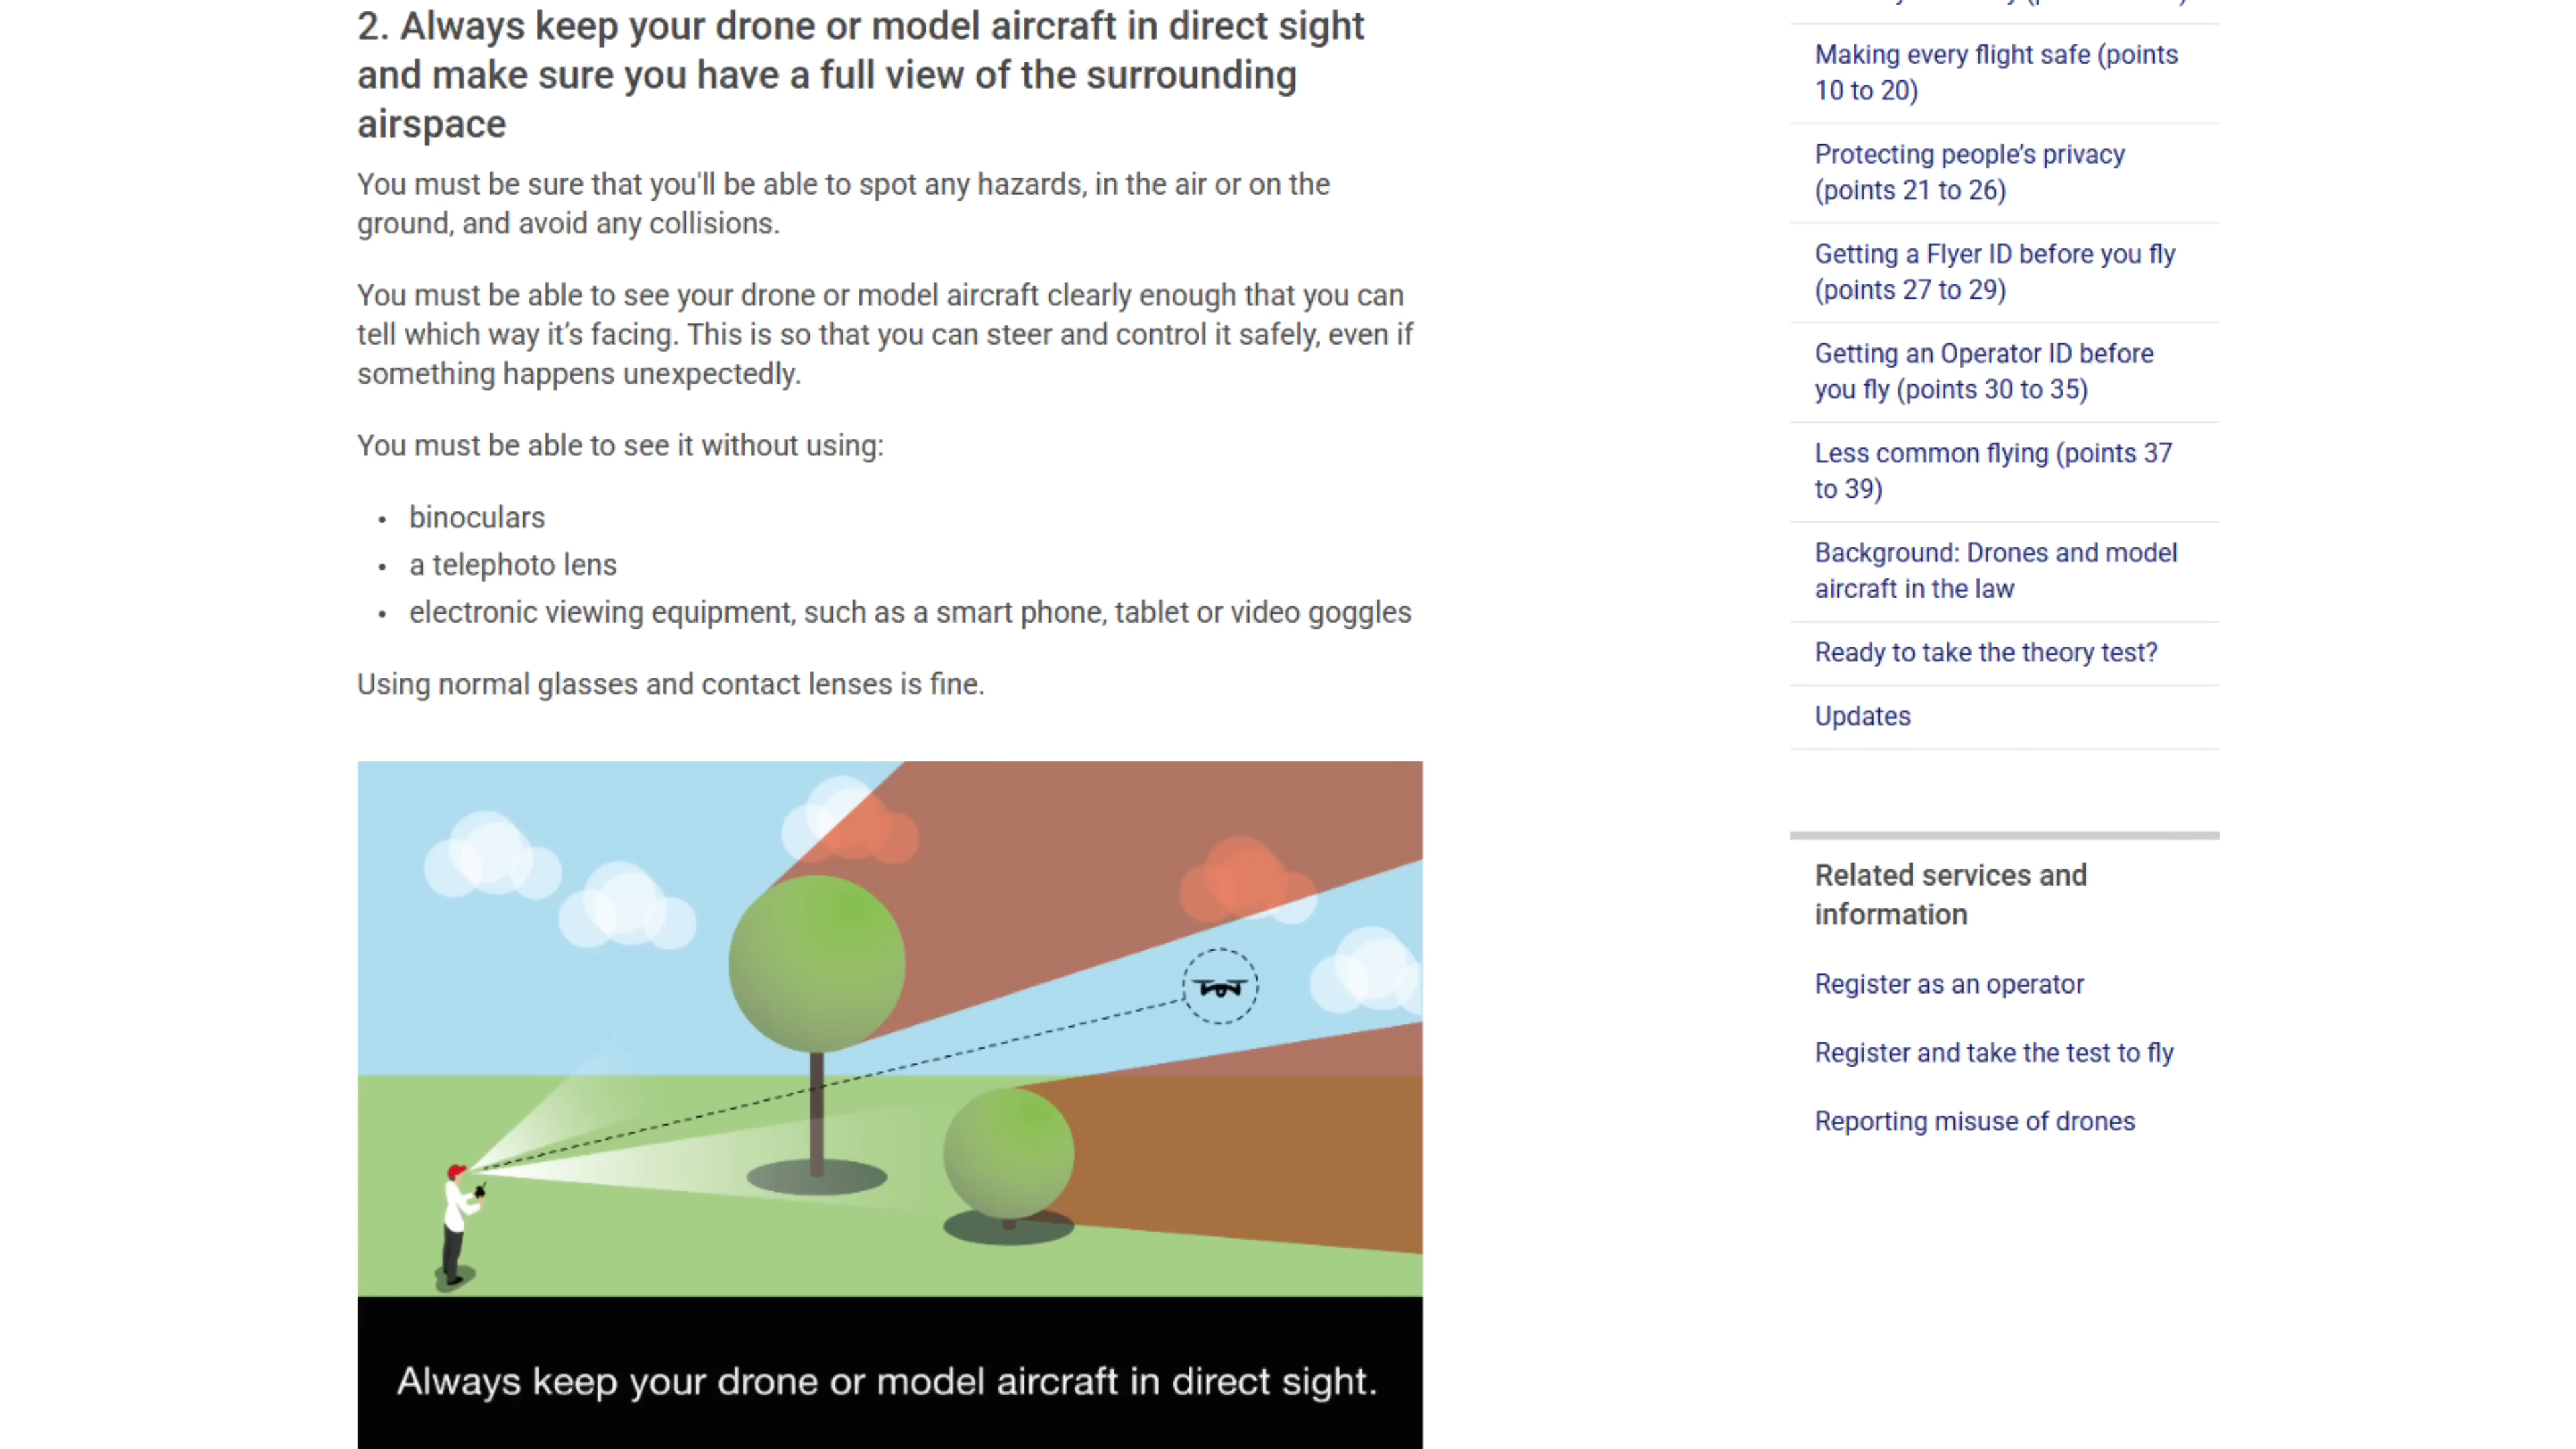 2. Always keep your drone or model aircraft in direct sight
and make sure you have a full view of the surrounding
airspace
You must be sure that you'll be able to spot any hazards, in the air or on the
ground, and avoid any collisions.
You must be able to see your drone or model aircraft clearly enough that you can
tell which way it’s facing. This is so that you can steer and control it safely, even if
something happens unexpectedly.
You must be able to see it without using:
• binoculars
• a telephoto lens
• electronic viewing equipment, such as a smart phone, tablet or video goggles
Using normal glasses and contact lenses is fine.
Always keep your drone or model aircraft in direct sight.
Making every flight safe (points
10 to 20)
Protecting people’s privacy
(points 21 to 26)
Getting a Flyer ID before you fly
(points 27 to 29)
Getting an Operator ID before
you fly (points 30 to 35)
Less common flying (points 37
to 39)
Background: Drones and model
aircraft in the law
Ready to take the theory test?
Updates
Related services and
information
Register as an operator
Register and take the test to fly
Reporting misuse of drones